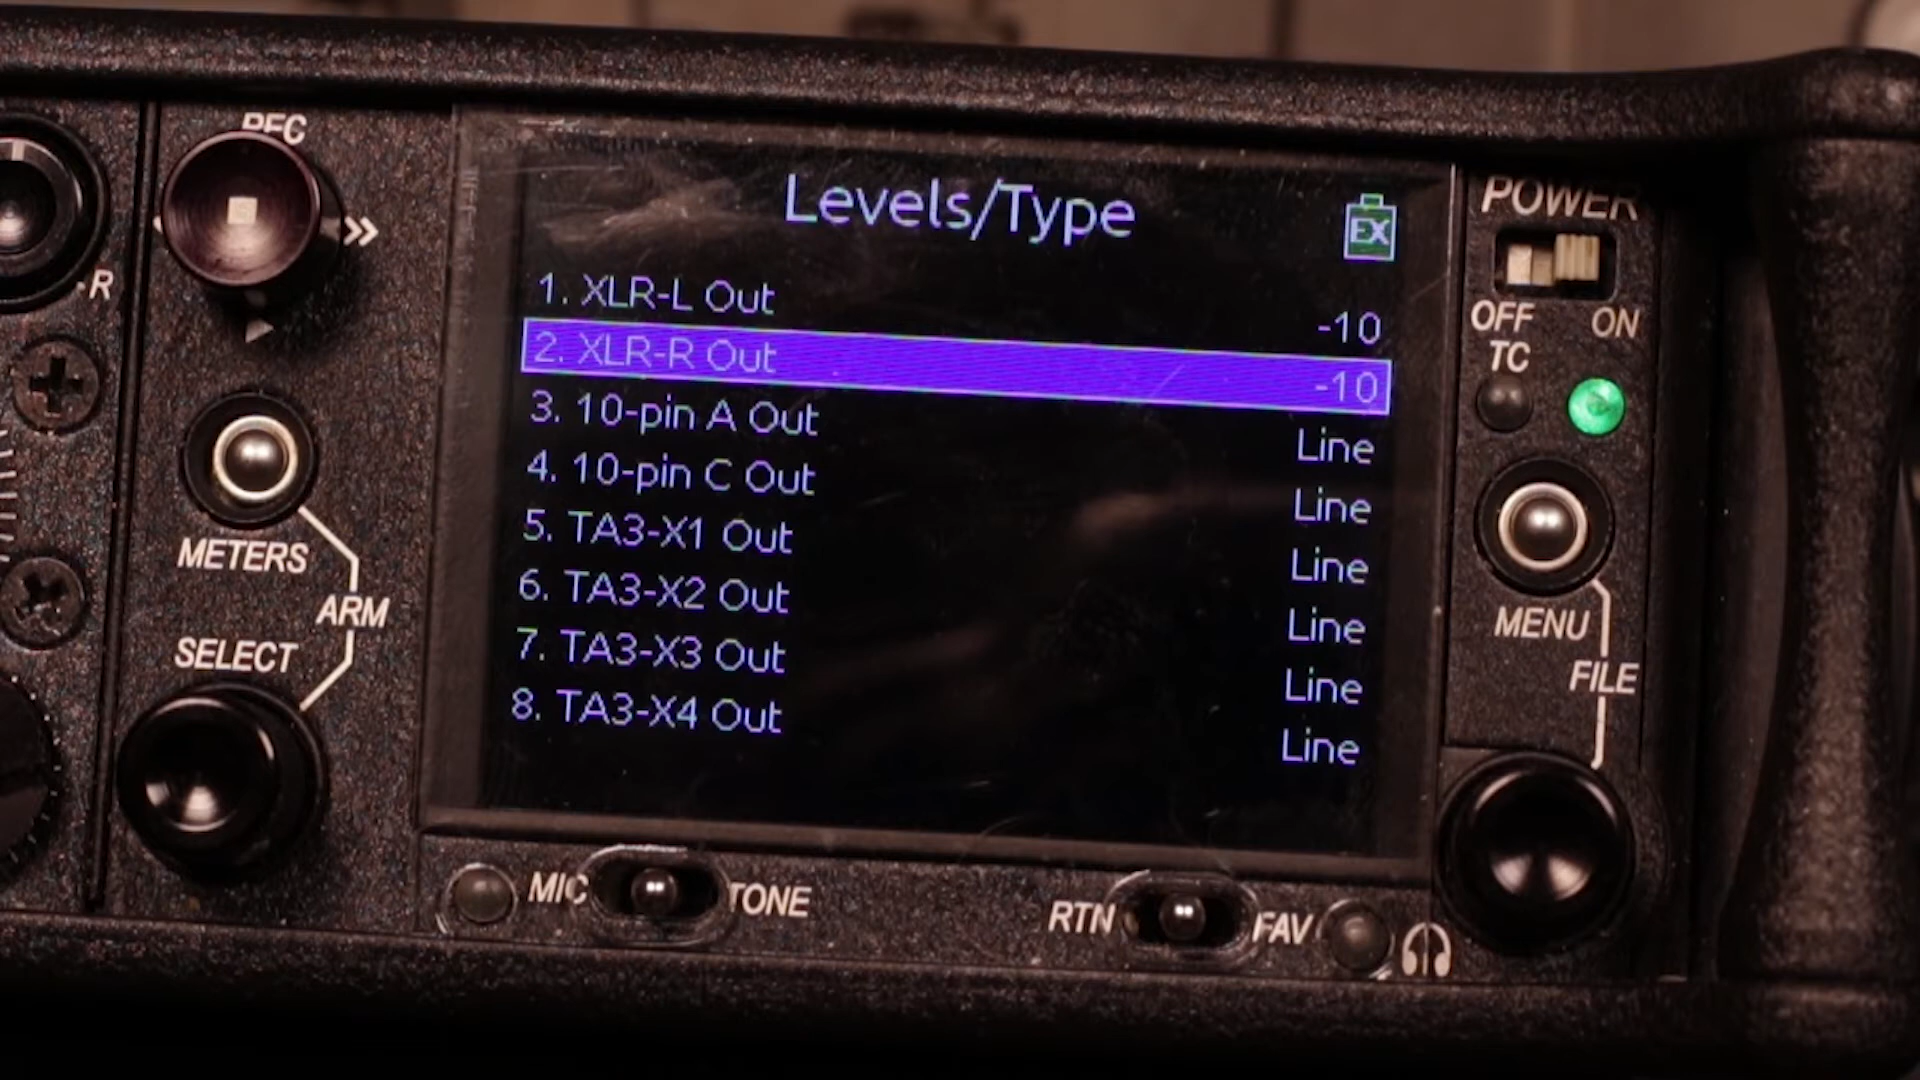 REC
R
METERS
ARM
SELECT
Levels/Type
EX
1. XLR-L Out -10
2. XLR-R Out -10
3. 10-pin A Out Line
4. 10-pin C Out Line
5. TA3-X1 Out Line
6. TA3-X2 Out Line
7. TA3-X3 Out Line
8. TA3-X4 Out Line
POWER
OFF ON
TC
MENU
FILE
MIC TONE
RTN FAV